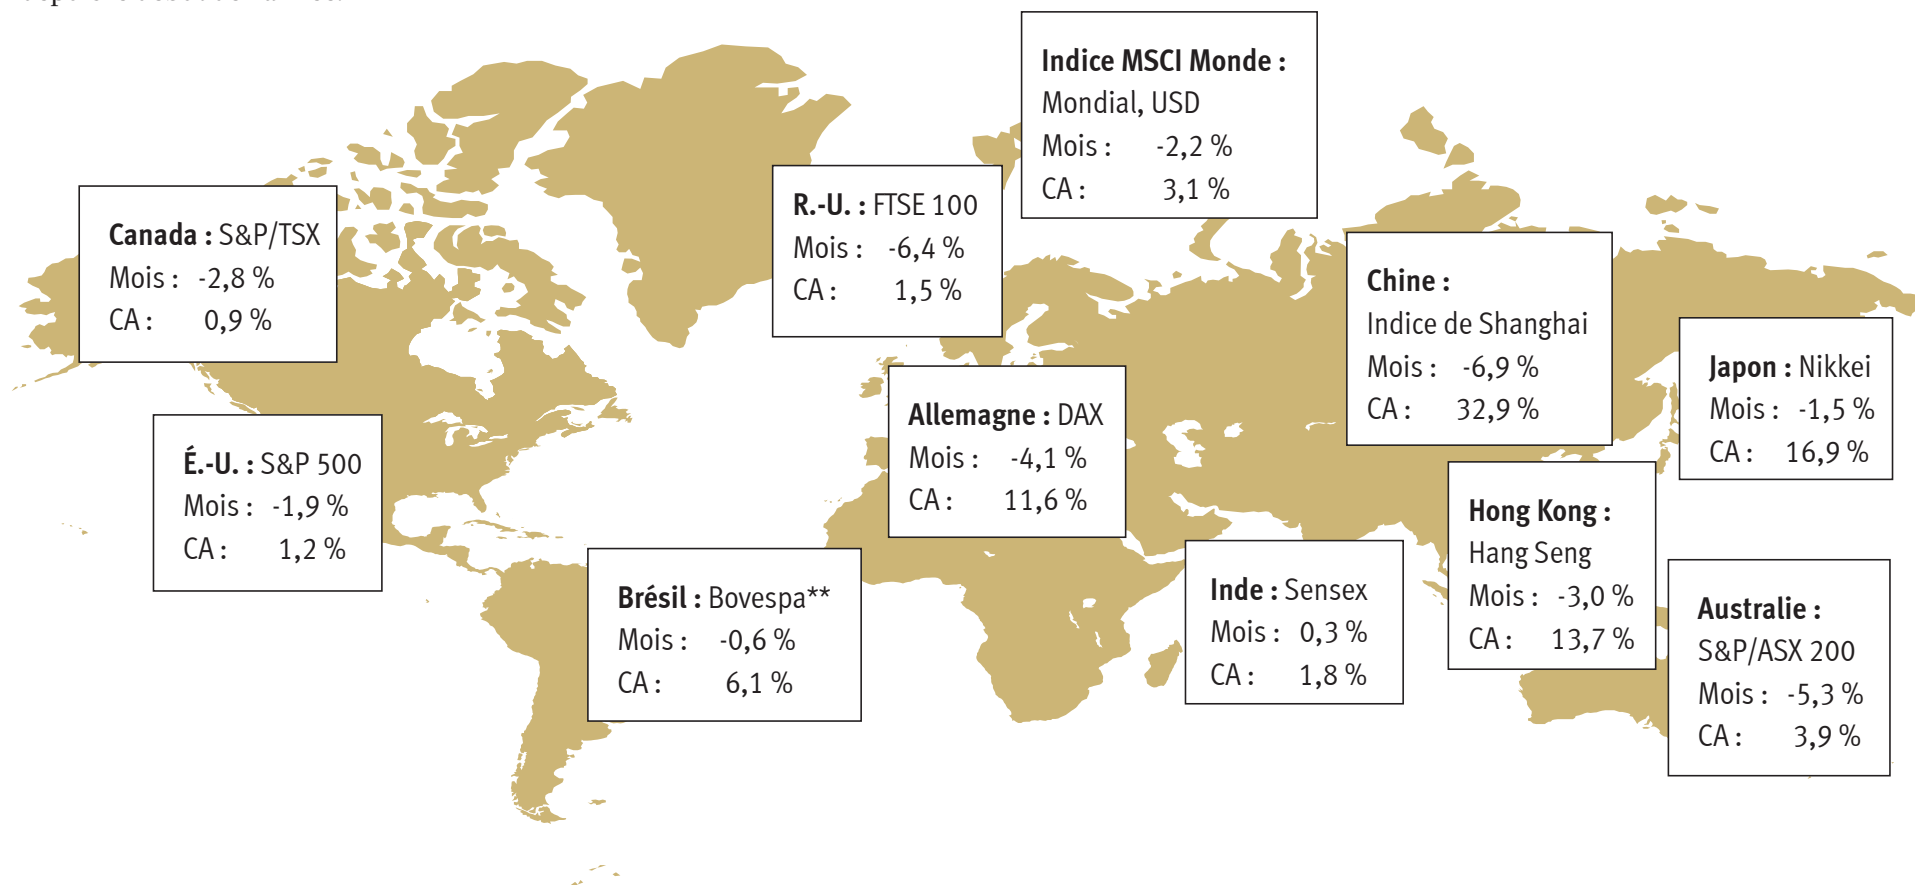 Indice MSCI Monde :
Mondial, USD
Mois : -2,2 %
CA : 3,1 %
R.-U. : FTSE 100
Mois : -6,4 %
CA : 1,5 %
Canada : S&P/TSX
Mois : -2,8 %
CA : 0,9 %
Chine :
Indice de Shanghai
Mois : -6,9 %
CA : 32,9 %
Japon : Nikkei
Mois : -1,5 %
CA : 16,9 %
Allemagne : DAX
Mois : -4,1 %
CA : 11,6 %
É.-U. : S&P 500
Mois : -1,9 %
CA : 1,2 %
Hong Kong :
Hang Seng
Mois : -3,0 %
CA : 13,7 %
Brésil : Bovespa**
Mois : -0,6 %
CA : 6,1 %
Inde : Sensex
Mois : 0,3 %
CA : 1,8 %
Australie :
S&P/ASX 200
Mois : -5,3 %
CA : 3,9 %